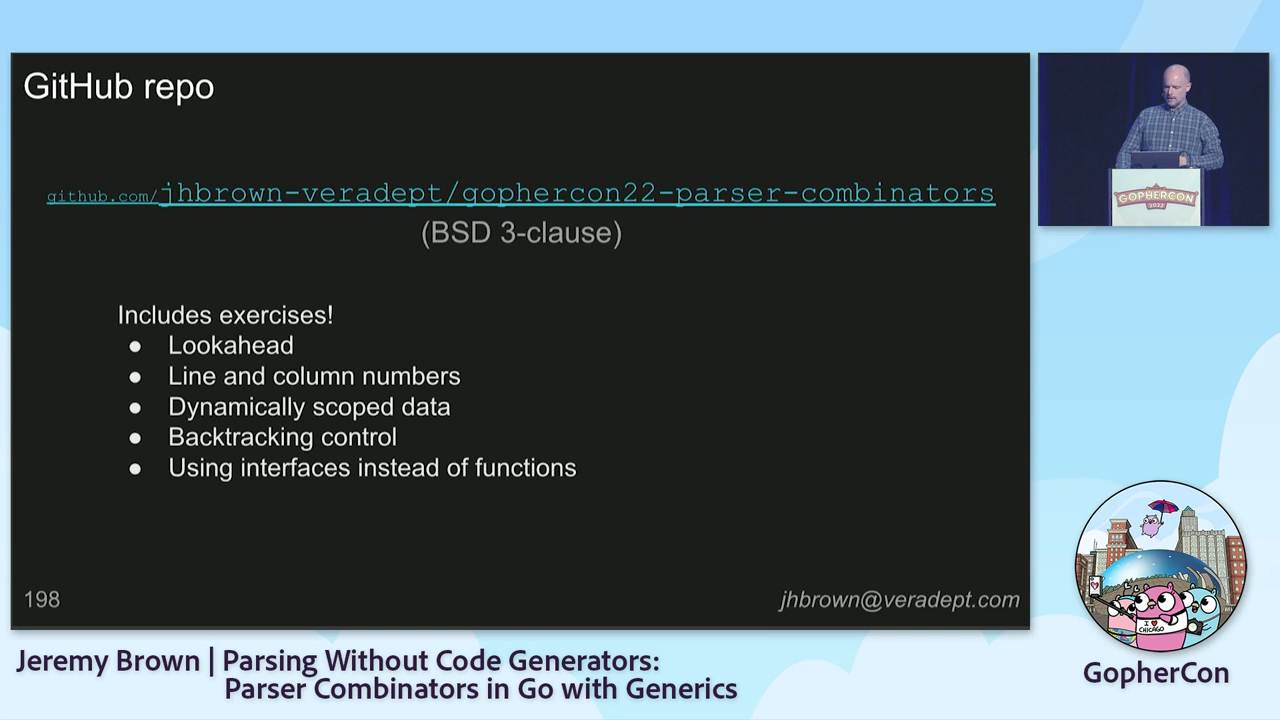 GitHub repo
github.com/jhbrown-veradept/gophercon22-parser-combinators
(BSD 3-clause)
Includes exercises!
● Lookahead
● Line and column numbers
● Dynamically scoped data
● Backtracking control
● Using interfaces instead of functions
198
jhbrown@veradept.com
GOPHERCON
2022
I ♥
CHICAGO
GopherCon
Jeremy Brown | Parsing Without Code Generators:
Parser Combinators in Go with Generics